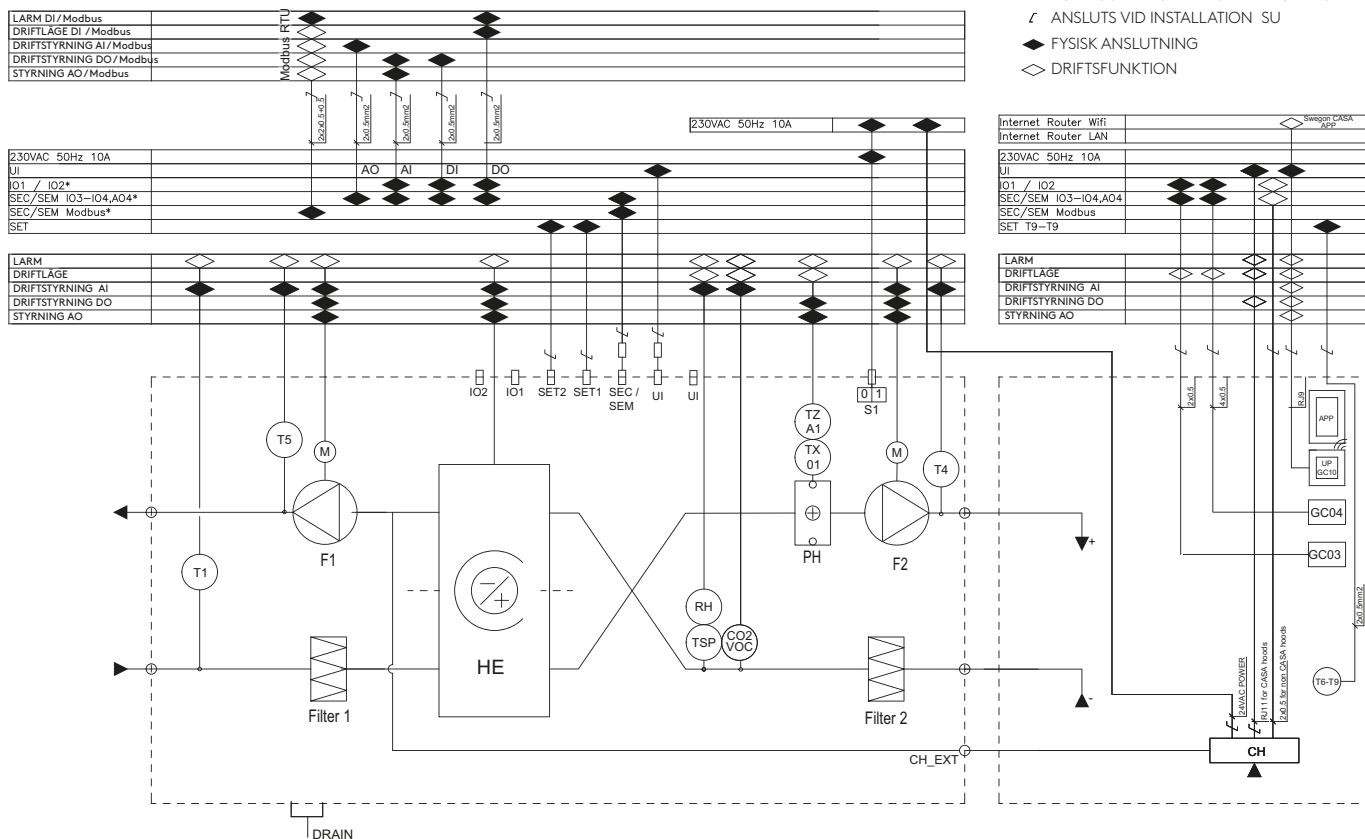 LARM DI/Modbus
DRIFTLÄGE DI /Modbus
DRIFTSTYRNING AI/Modbus
DRIFTSTYRNING DO/Modbus
STYRNING AO/Modbus
Modbus RTU
ANSLUTS VID INSTALLATION SU
FYSISK ANSLUTNING
DRIFTSFUNKTION
2x2x0.5+0.5
2x0.5mm2
2x0.5mm2
2x0.5mm2
2x0.5mm2
230VAC 50Hz 10A
Internet Router Wifi
Swegon CASA
APP
Internet Router LAN
230VAC 50Hz 10A
UI
AO
AI
DI
DO
IO1 / IO2*
SEC/SEM IO3-IO4,AO4*
SEC/SEM Modbus*
SET
230VAC 50Hz 10A
UI
IO1 / IO2
SEC/SEM IO3-IO4,AO4
SEC/SEM Modbus
SET T9-T9
LARM
DRIFTLÄGE
DRIFTSTYRNING AI
DRIFTSTYRNING DO
STYRNING AO
LARM
DRIFTLÄGE
DRIFTSTYRNING AI
DRIFTSTYRNING DO
STYRNING AO
IO2
IO1
SET2
SET1
SEC /
SEM
UI
UI
0 1
S1
2x0.5
4x0.5
RJ9
APP
UP
GC10
GC04
GC03
2x0.5mm2
T6-T9
T5
M
TZ
A1
TX
01
M
T4
F1
PH
F2
T1
HE
RH
TSP
CO2
VOC
+
-
Filter 1
Filter 2
24VAC POWER
RJ11 for CASA hoods
2x0.5 for non CASA hoods
CH_EXT
CH
DRAIN